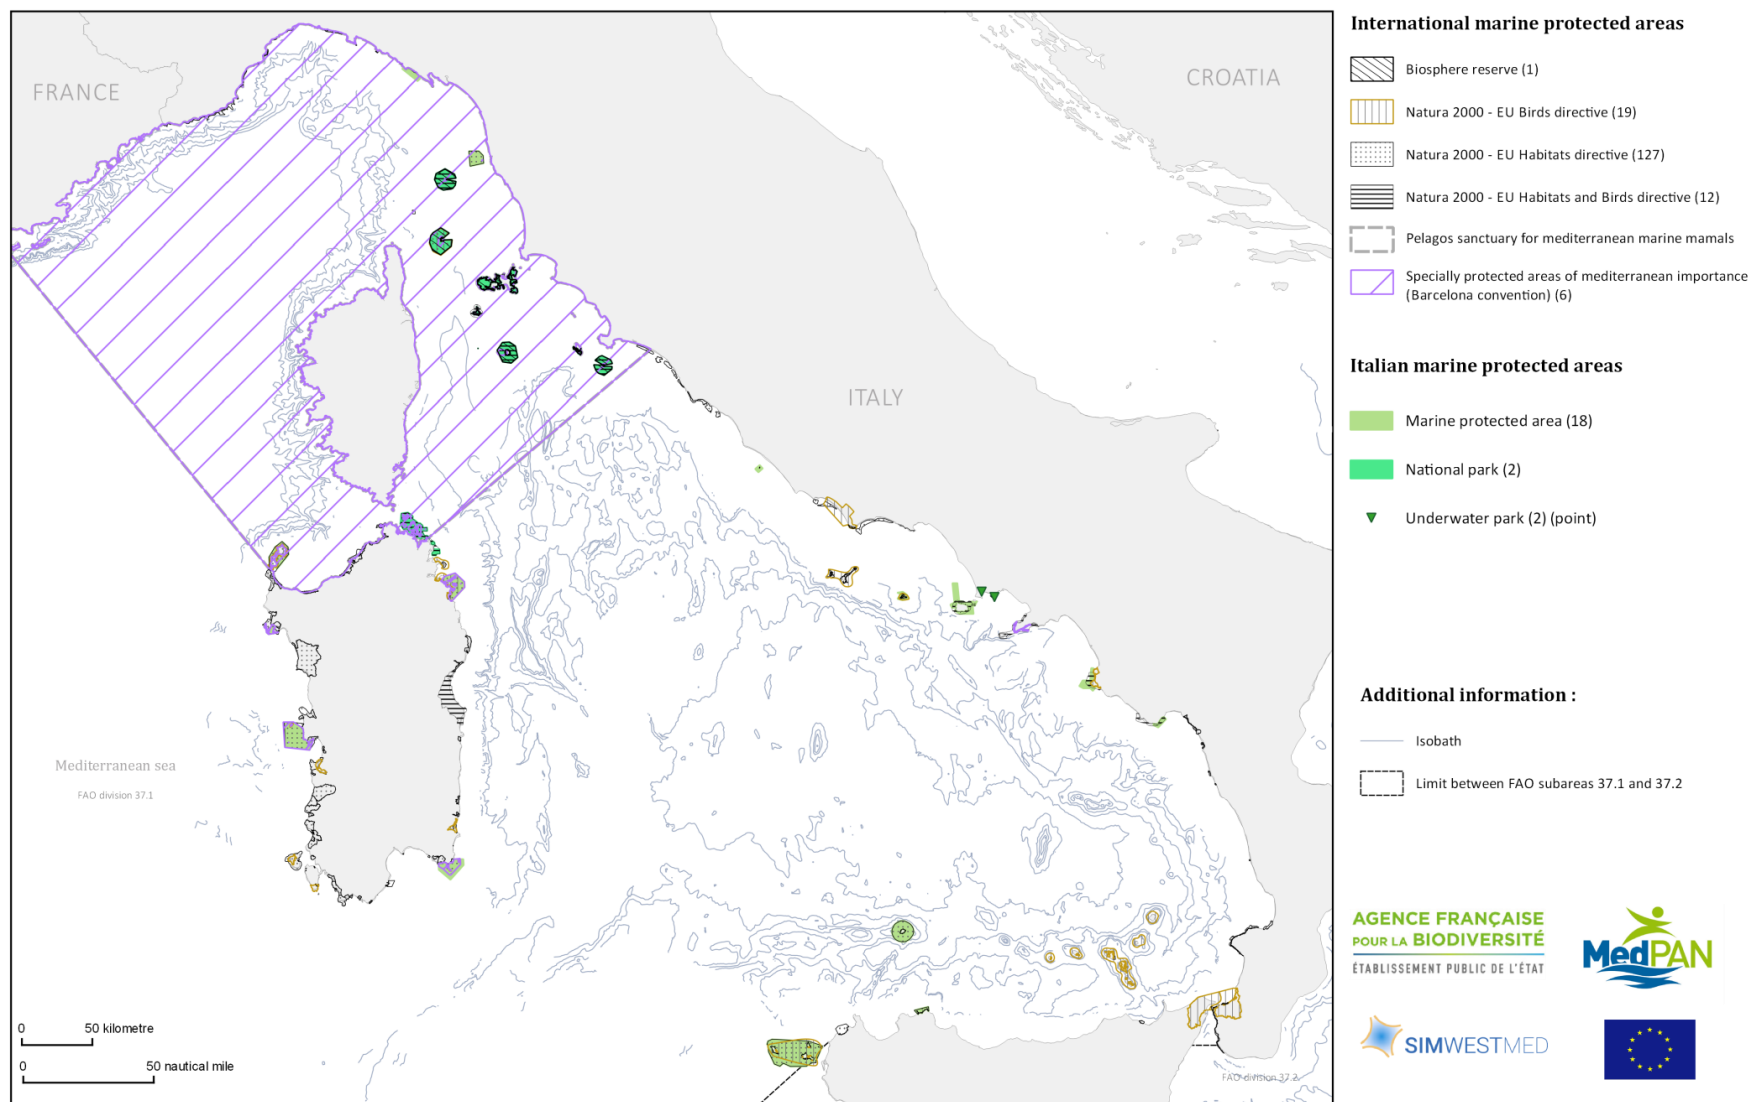 FRANCE
CROATIA
ITALY
Mediterranean sea
FAO division 37.1
FAO division 37.2
0 50 kilometre
0 50 nautical mile
International marine protected areas
Biosphere reserve (1)
Natura 2000 - EU Birds directive (19)
Natura 2000 - EU Habitats directive (127)
Natura 2000 - EU Habitats and Birds directive (12)
Pelagos sanctuary for mediterranean marine mamals
Specially protected areas of mediterranean importance
(Barcelona convention) (6)
Italian marine protected areas
Marine protected area (18)
National park (2)
Underwater park (2) (point)
Additional information :
Isobath
Limit between FAO subareas 37.1 and 37.2
AGENCE FRANÇAISE
POUR LA BIODIVERSITÉ
ÉTABLISSEMENT PUBLIC DE L'ÉTAT
MedPAN
SIMWESTMED